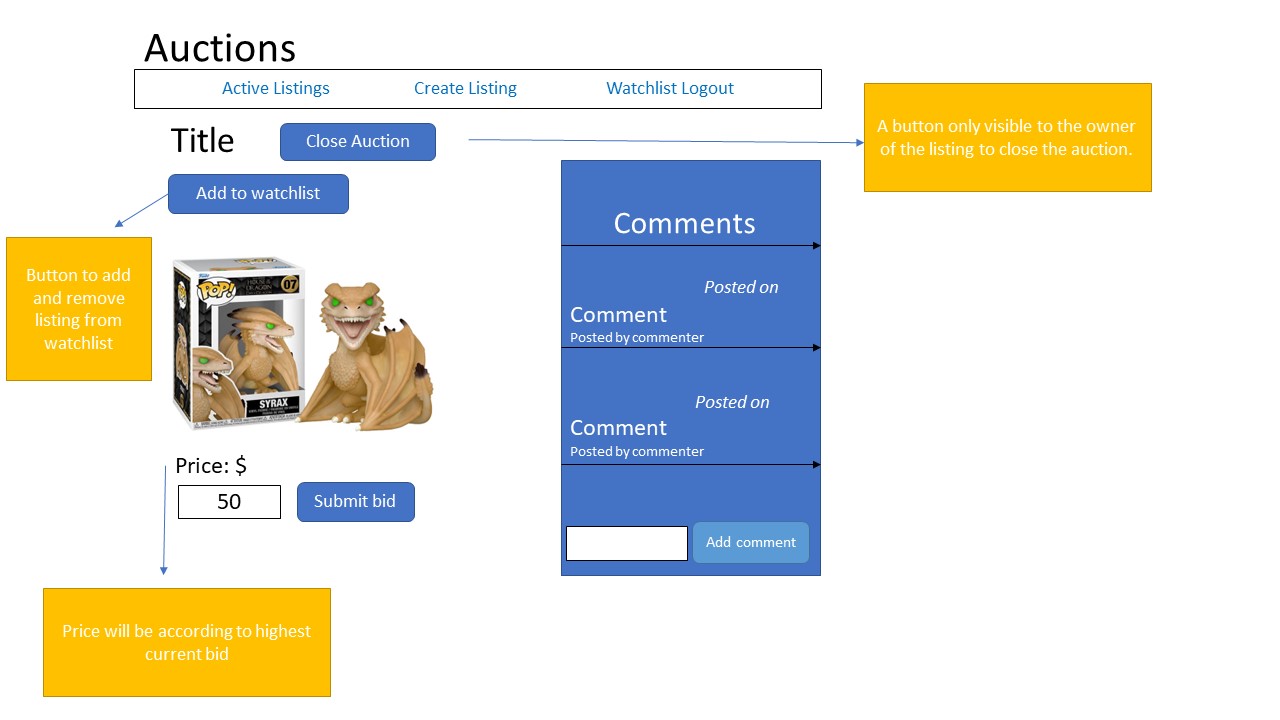 Auctions
Active Listings
Create Listing
Watchlist Logout
Title
Close Auction
A button only visible to the owner
of the listing to close the auction.
Add to watchlist
Button to add
and remove
listing from
watchlist
Funko
POP!
HOUSE OF THE
DRAGON
07
SYRAX
Price: $
50
Submit bid
Price will be according to highest
current bid
Comments
Posted on
Comment
Posted by commenter
Posted on
Comment
Posted by commenter
Add comment